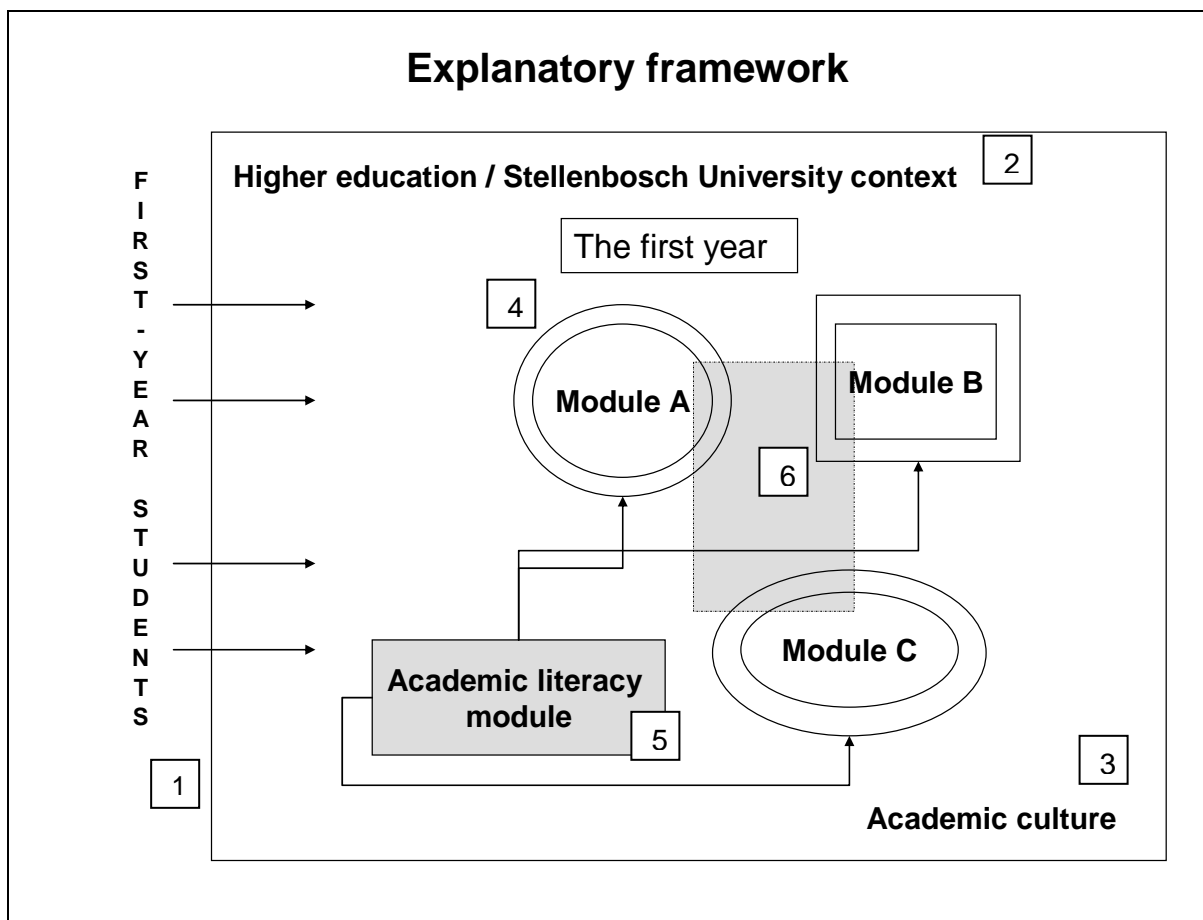 Explanatory framework
FIRST-YEAR STUDENTS
Higher education / Stellenbosch University context
2
The first year
4
Module A
Module B
6
Module C
Academic literacy
module
5
1
3
Academic culture